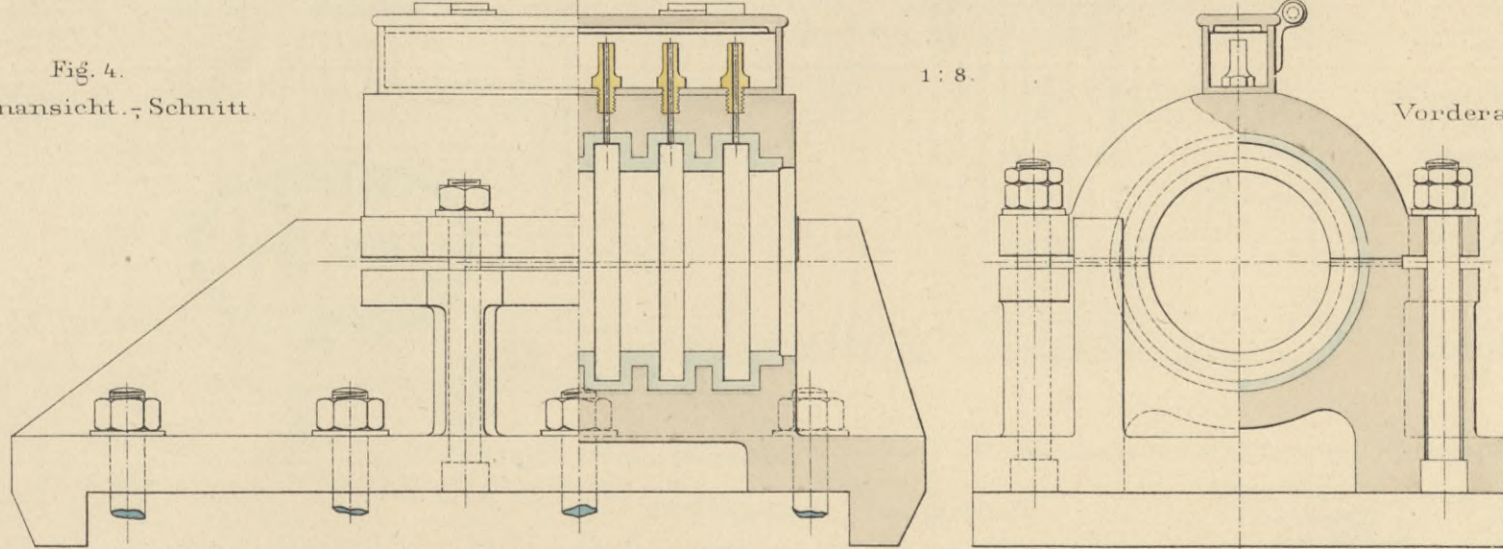 Fig. 4.
nansicht.-, Schnitt.
1 : 8.
Vordera